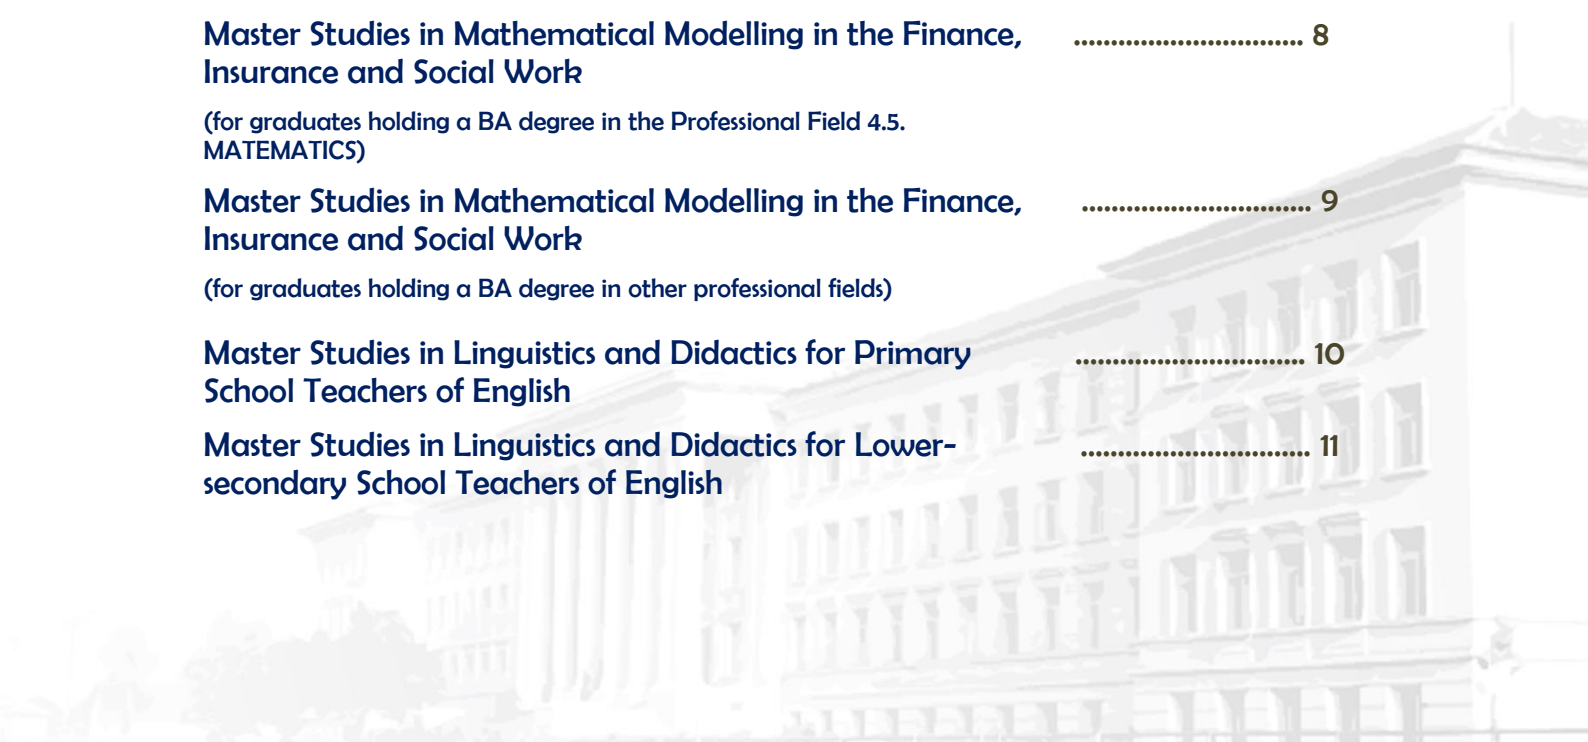 Master Studies in Mathematical Modelling in the Finance, ............................... 8
Insurance and Social Work
(for graduates holding a BA degree in the Professional Field 4.5.
MATEMATICS)
Master Studies in Mathematical Modelling in the Finance, ............................... 9
Insurance and Social Work
(for graduates holding a BA degree in other professional fields)
Master Studies in Linguistics and Didactics for Primary ............................... 10
School Teachers of English
Master Studies in Linguistics and Didactics for Lower- ............................... 11
secondary School Teachers of English